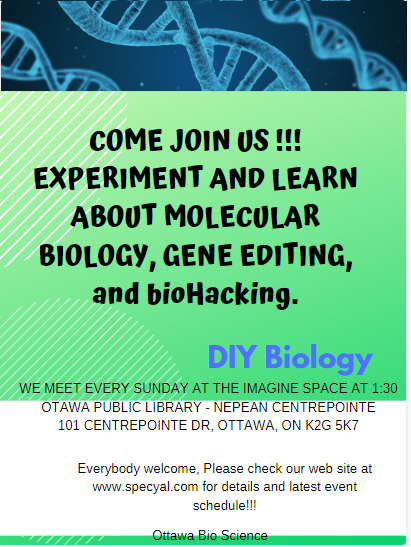 COME JOIN US !!!
EXPERIMENT AND LEARN
ABOUT MOLECULAR
BIOLOGY, GENE EDITING,
and bioHacking.
DIY Biology
WE MEET EVERY SUNDAY AT THE IMAGINE SPACE AT 1:30
OTAWA PUBLIC LIBRARY - NEPEAN CENTREPOINTE
101 CENTREPOINTE DR, OTTAWA, ON K2G 5K7
Everybody welcome, Please check our web site at
www.specyal.com for details and latest event
schedule!!!
Ottawa Bio Science